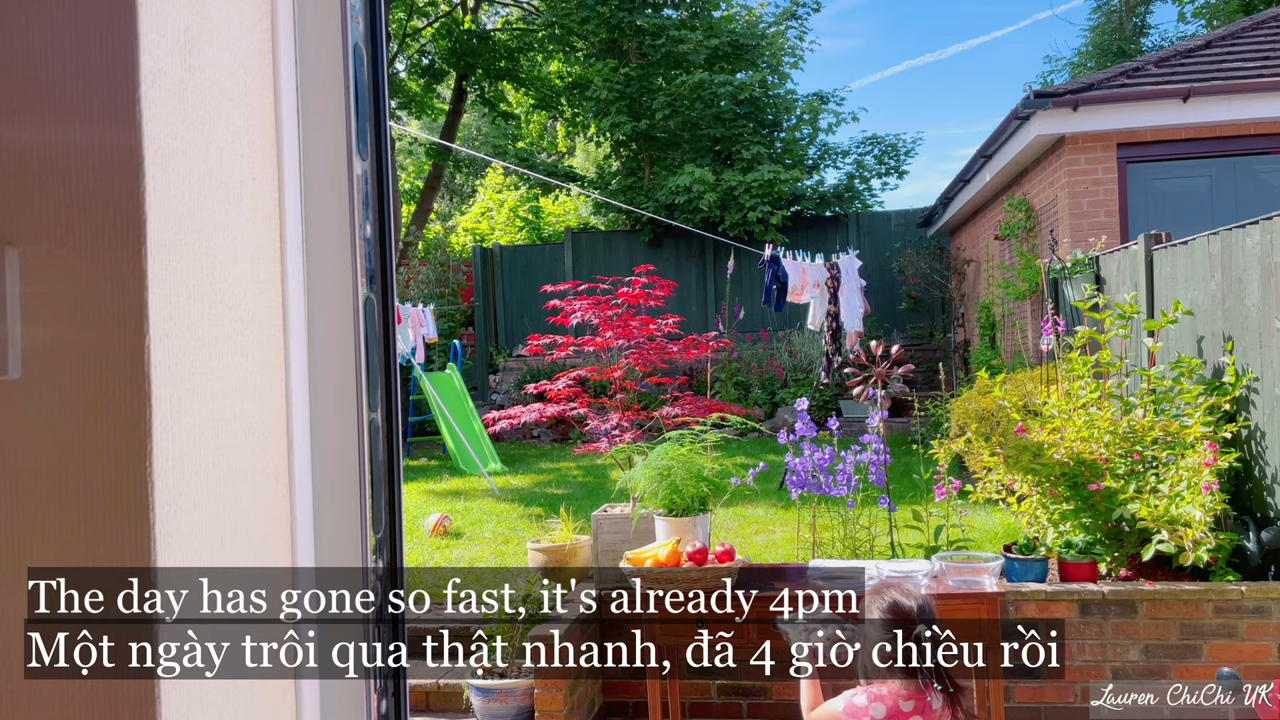 The day has gone so fast, it's already 4pm
Một ngày trôi qua thật nhanh, đã 4 giờ chiều rồi
Lauren ChiChi UK